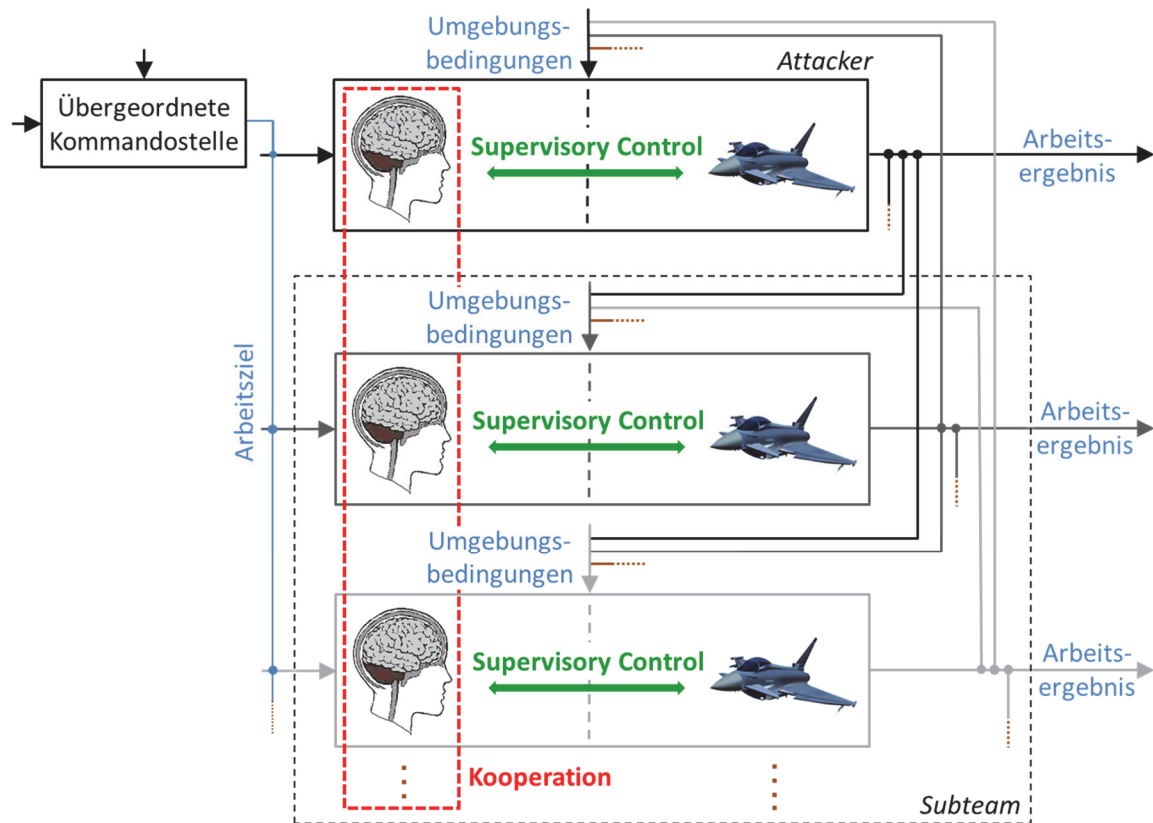 Umgebungs-
bedingungen
Attacker
Übergeordnete
Kommandostelle
Supervisory Control
Arbeits-
ergebnis
Umgebungs-
bedingungen
Arbeitsziel
Supervisory Control
Arbeits-
ergebnis
Umgebungs-
bedingungen
Supervisory Control
Arbeits-
ergebnis
Kooperation
Subteam